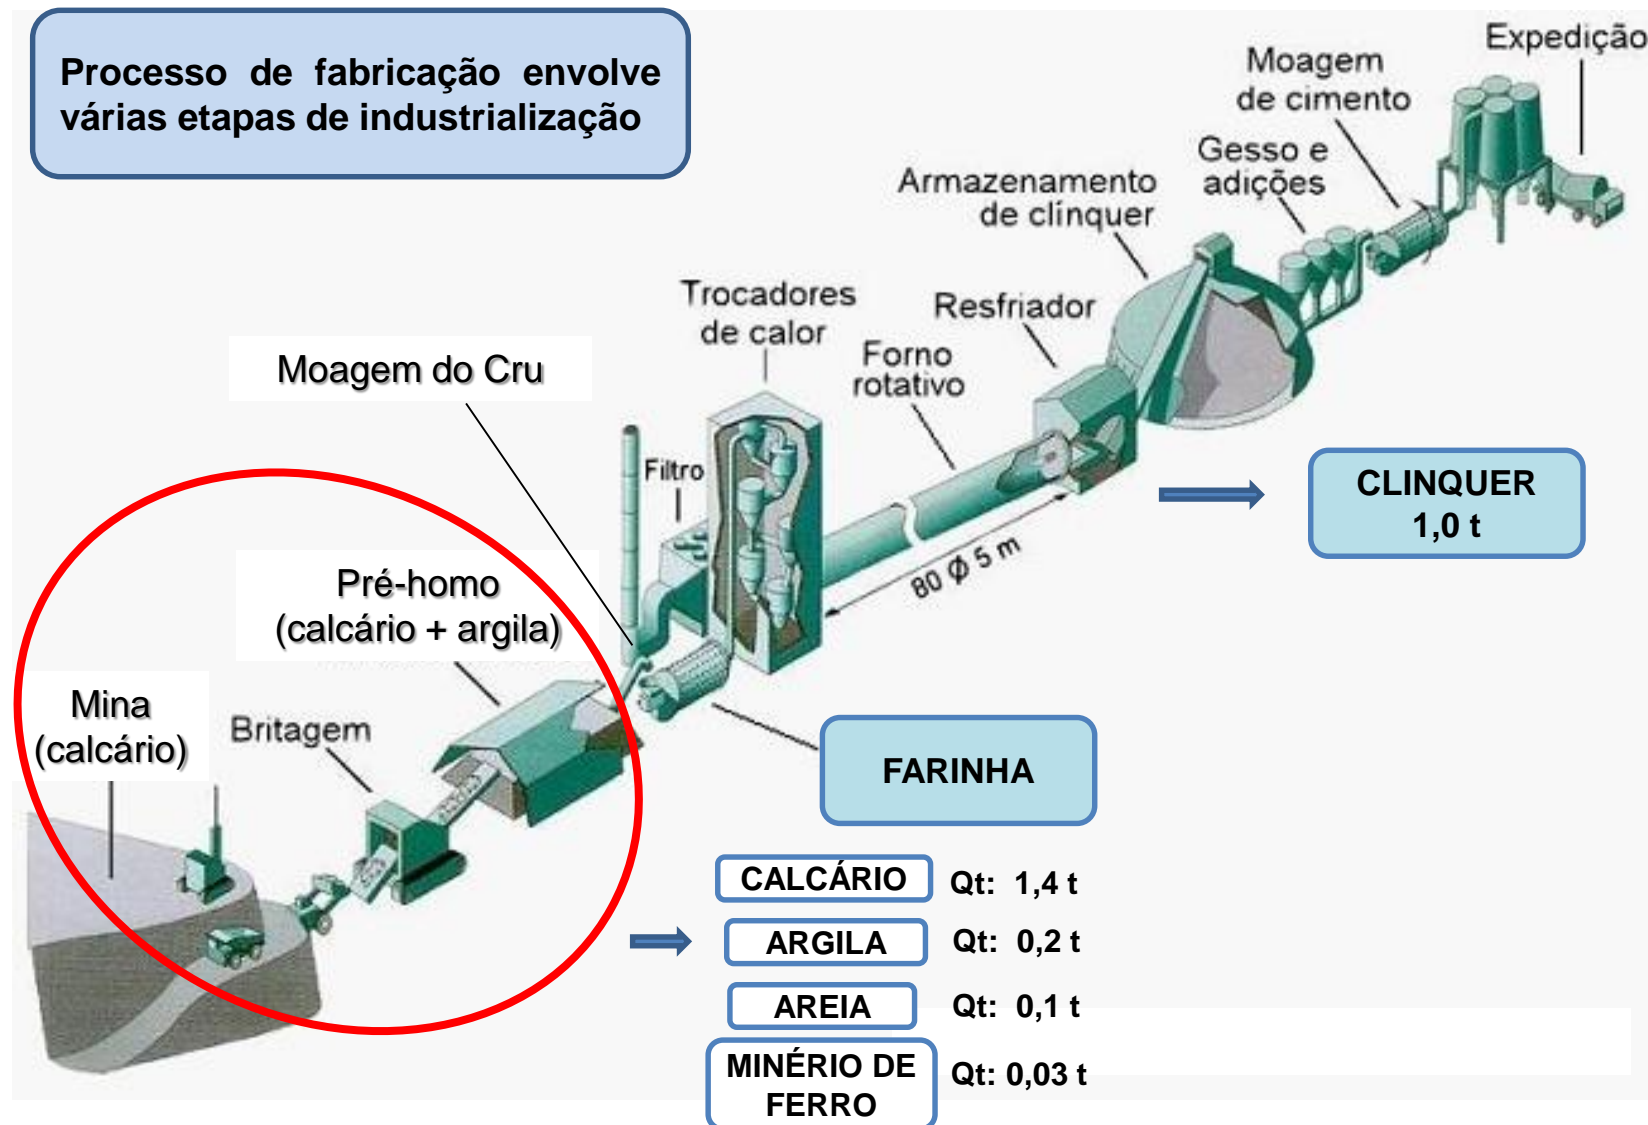 Processo de fabricação envolve
várias etapas de industrialização
Expedição
Moagem
de cimento
Gesso e
adições
Armazenamento
de clínquer
Resfriador
Trocadores
de calor
Forno
rotativo
Moagem do Cru
Filtro
80 Ø 5 m
CLINQUER
1,0 t
Pré-homo
(calcário + argila)
Mina
(calcário)
Britagem
FARINHA
CALCÁRIO Qt: 1,4 t
ARGILA Qt: 0,2 t
AREIA Qt: 0,1 t
MINÉRIO DE
FERRO
Qt: 0,03 t